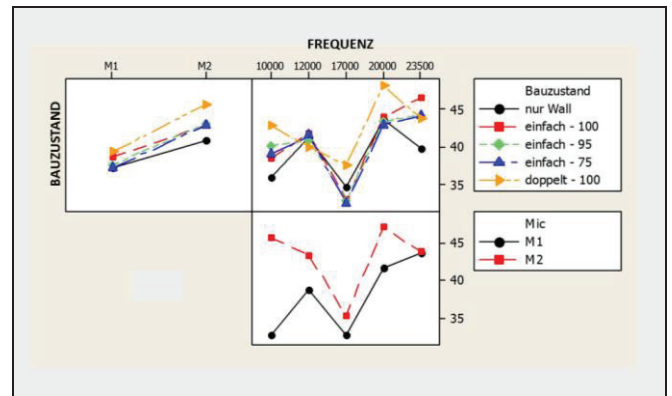 FREQUENZ
M1 M2 10000 12000 17000 20000 23500
BAUZUSTAND
45
40
35
Bauzustand
nur Wall
einfach - 100
einfach - 95
einfach - 75
doppelt - 100
45
40
35
Mic
M1
M2